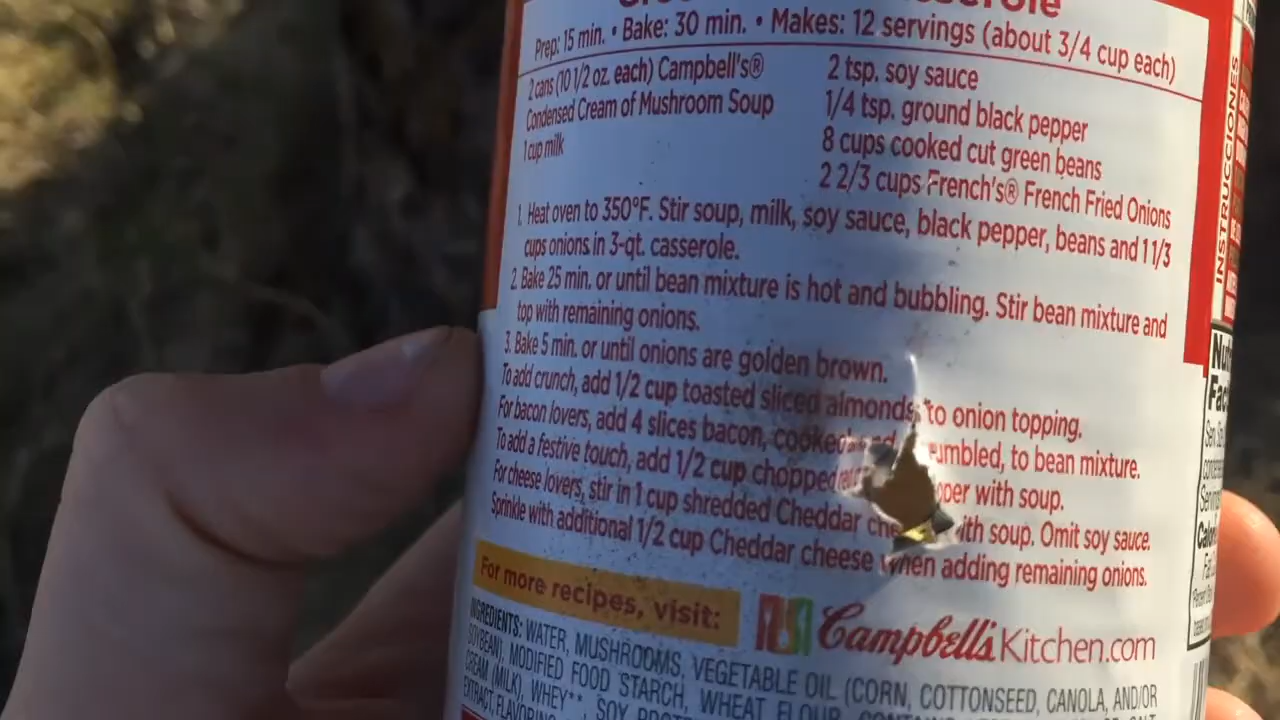 Prep: 15 min. • Bake: 30 min. • Makes: 12 servings (about 3/4 cup each)
2 cans (10 1/2 oz. each) Campbell's®
Condensed Cream of Mushroom Soup
1 cup milk
2 tsp. soy sauce
1/4 tsp. ground black pepper
8 cups cooked cut green beans
2 2/3 cups French's® French Fried Onions
1. Heat oven to 350°F. Stir soup, milk, soy sauce, black pepper, beans and 1 1/3
cups onions in 3-qt. casserole.
2. Bake 25 min. or until bean mixture is hot and bubbling. Stir bean mixture and
top with remaining onions.
3. Bake 5 min. or until onions are golden brown.
To add crunch, add 1/2 cup toasted sliced almonds to onion topping.
For bacon lovers, add 4 slices bacon, cooked and umbled, to bean mixture.
To add a festive touch, add 1/2 cup chopped per with soup.
For cheese lovers, stir in 1 cup shredded Cheddar che ith soup. Omit soy sauce.
Sprinkle with additional 1/2 cup Cheddar cheese when adding remaining onions.
For more recipes, visit:
Campbell's Kitchen.com
INGREDIENTS: WATER, MUSHROOMS, VEGETABLE OIL (CORN, COTTONSEED, CANOLA, AND/OR
SOYBEAN), MODIFIED FOOD STARCH, WHEAT FLOUR,
CREAM (MILK), WHEY**, SOY
EXTRACT, FLAVORING
INSTRUCCIONES